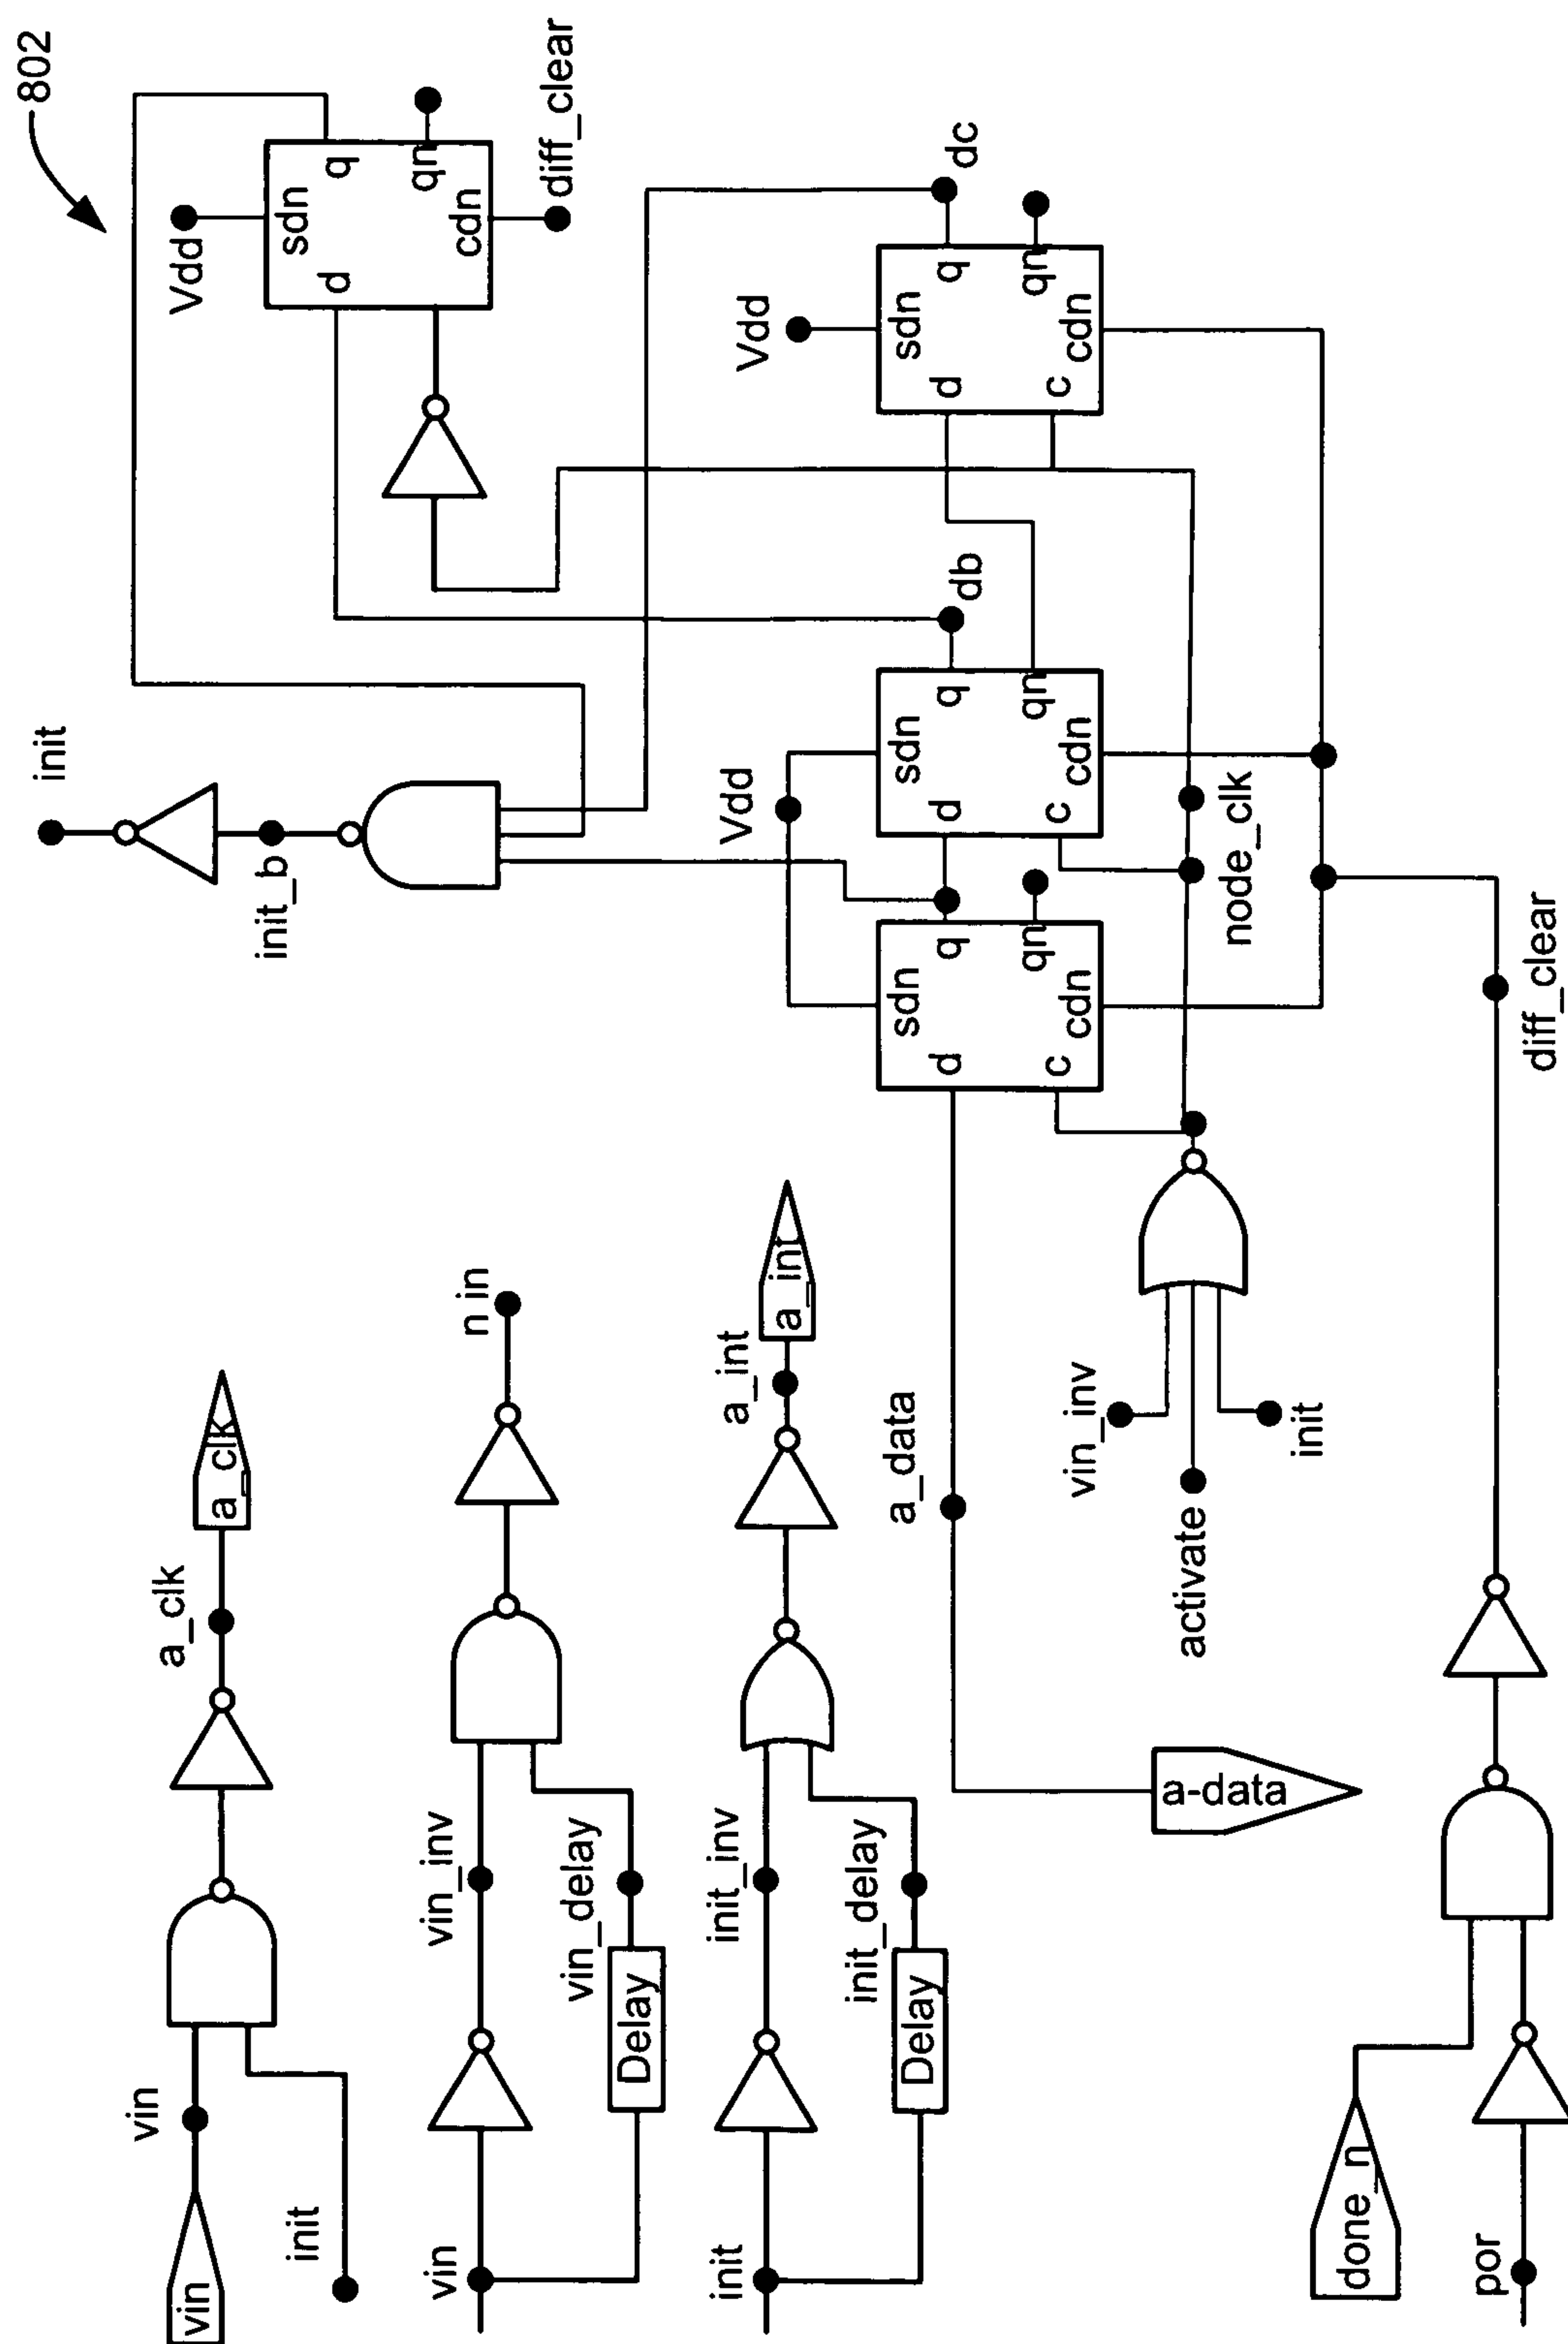 802
vin
vin
init
a_clk
a_clk
vin
vin_inv
vin_delay
Delay
n in
init
init_inv
init_delay
Delay
a_int
a_int
a_data
a-data
vin_inv
activate
init
done_n
por
diff_clear
node_clk
init
init_b
Vdd
sdn
d
q
c
qn
cdn
sdn
d
q
c
qn
cdn
db
Vdd
sdn
d
q
c
qn
cdn
dc
Vdd
sdn
d
q
qn
cdn
diff_clear